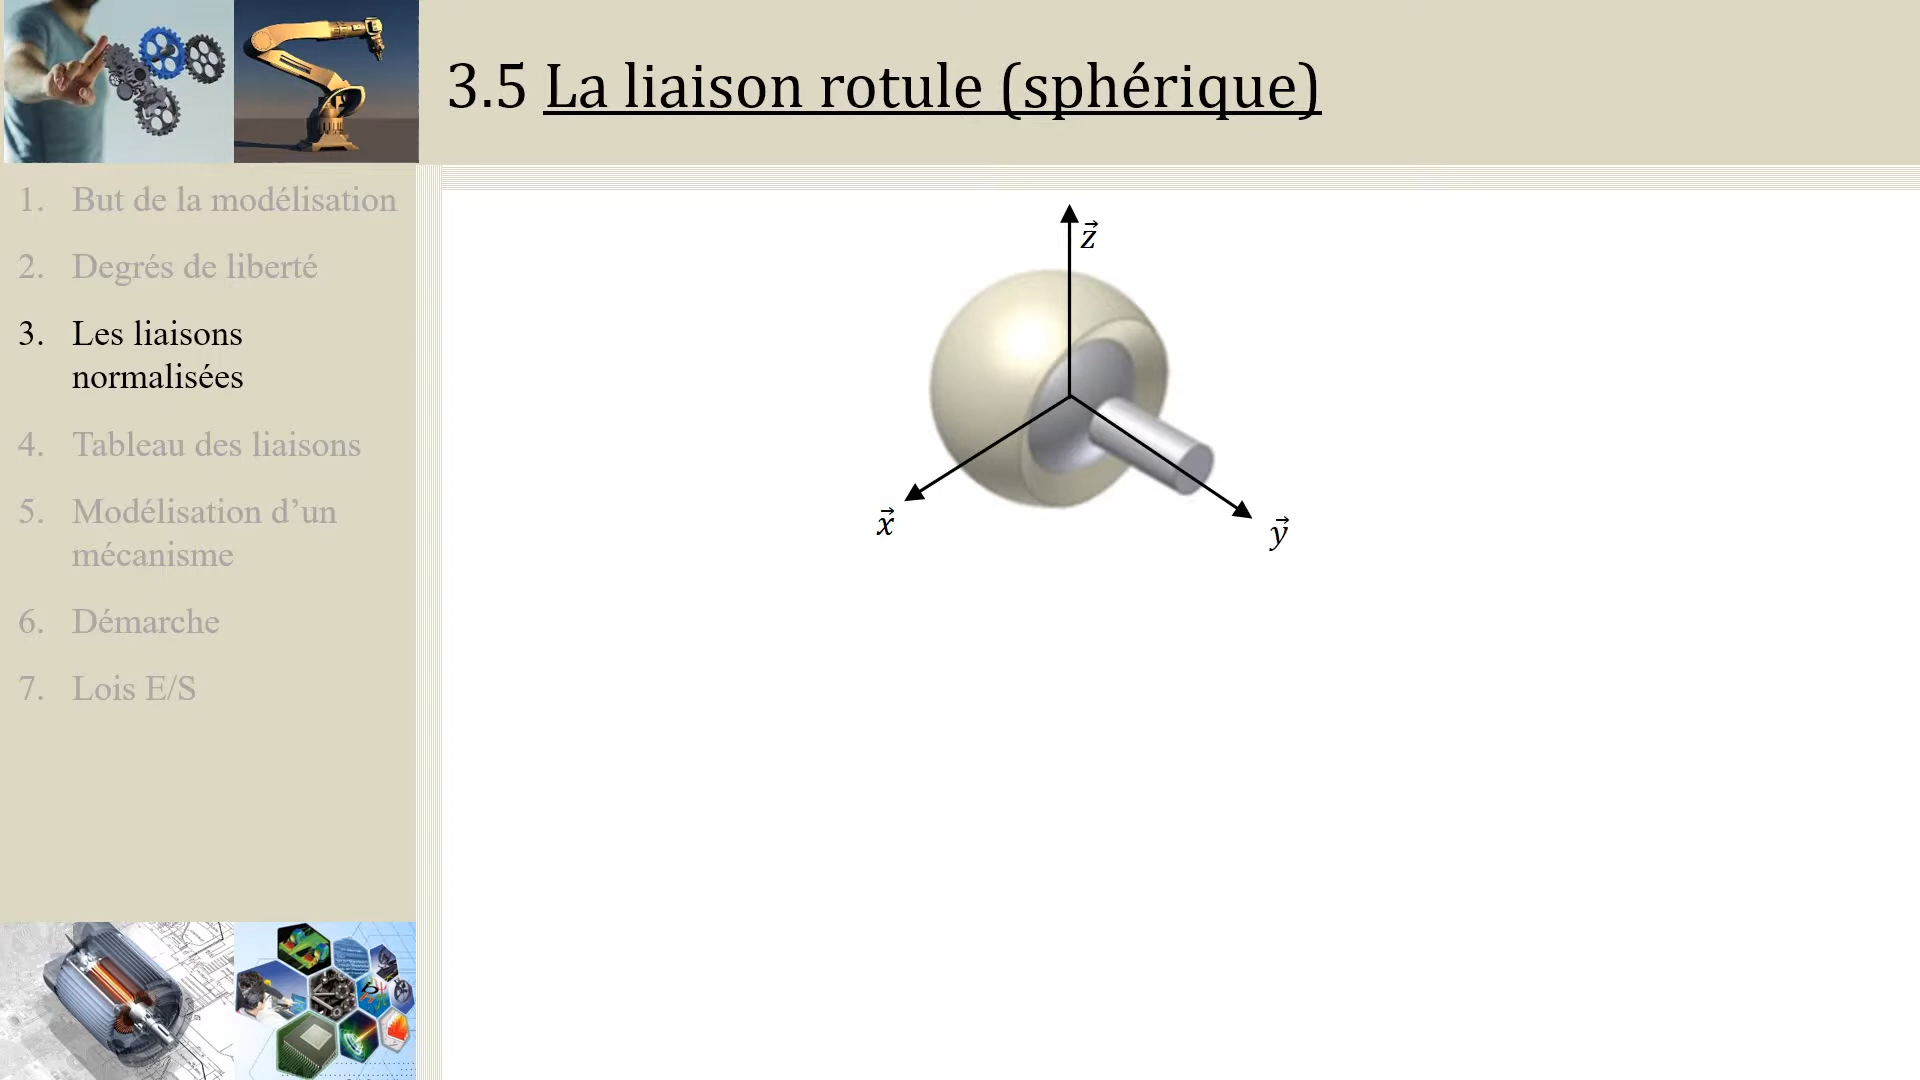 3.5 La liaison rotule (sphérique)
1. But de la modélisation
2. Degrés de liberté
3. Les liaisons
normalisées
4. Tableau des liaisons
5. Modélisation d’un
mécanisme
6. Démarche
7. Lois E/S
z⃗
x⃗
y⃗